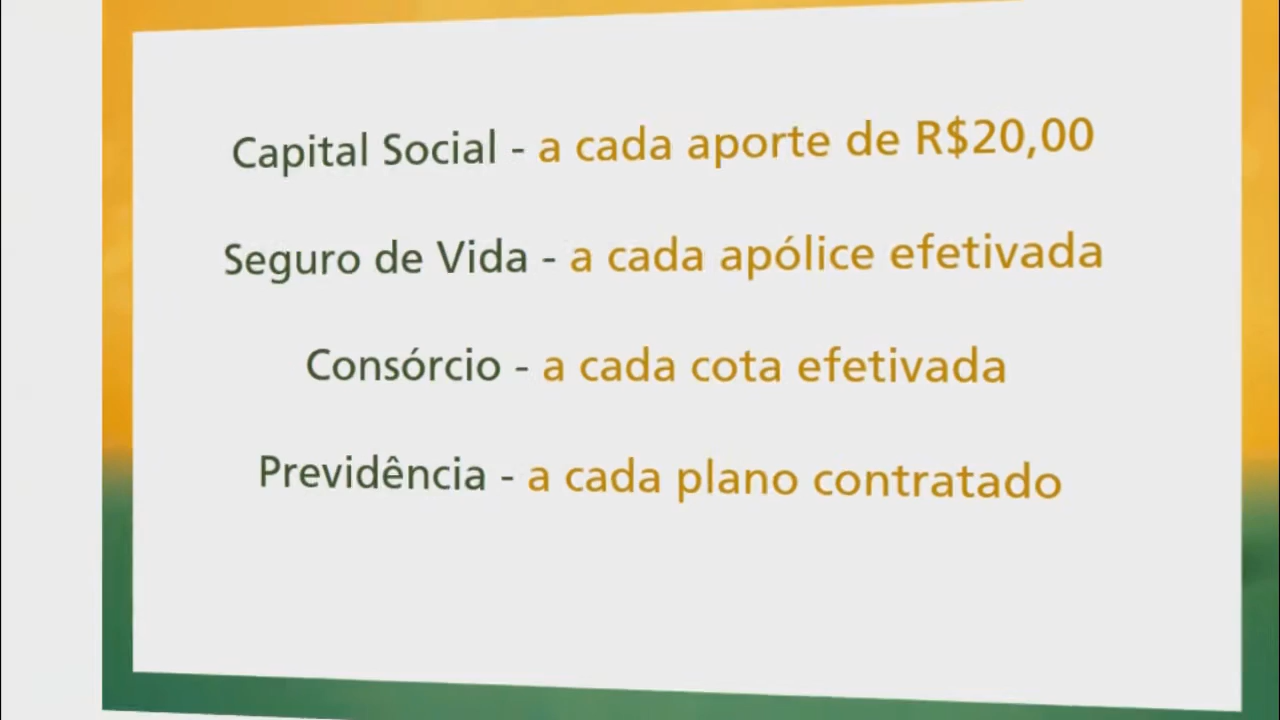 Capital Social - a cada aporte de R$20,00
Seguro de Vida - a cada apólice efetivada
Consórcio - a cada cota efetivada
Previdência - a cada plano contratado